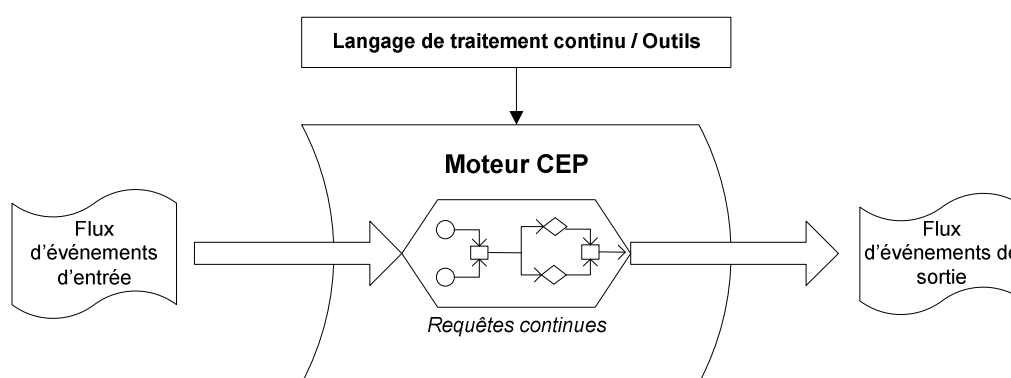 Langage de traitement continu / Outils
Moteur CEP
Flux
d'événements
d'entrée
Requêtes continues
Flux
d'événements de
sortie